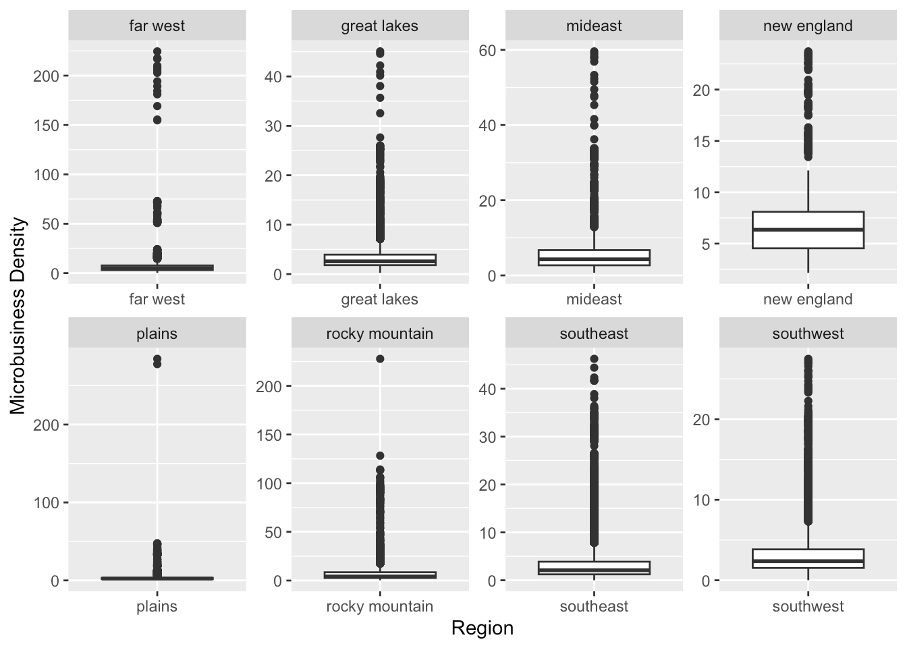 far west
great lakes
mideast
new england
200
150
100
50
0
40
30
20
10
0
60
40
20
0
20
15
10
5
far west
great lakes
mideast
new england
Microbusiness Density
plains
rocky mountain
southeast
southwest
200
100
0
200
150
100
50
0
40
30
20
10
0
20
10
0
plains
rocky mountain
southeast
southwest
Region